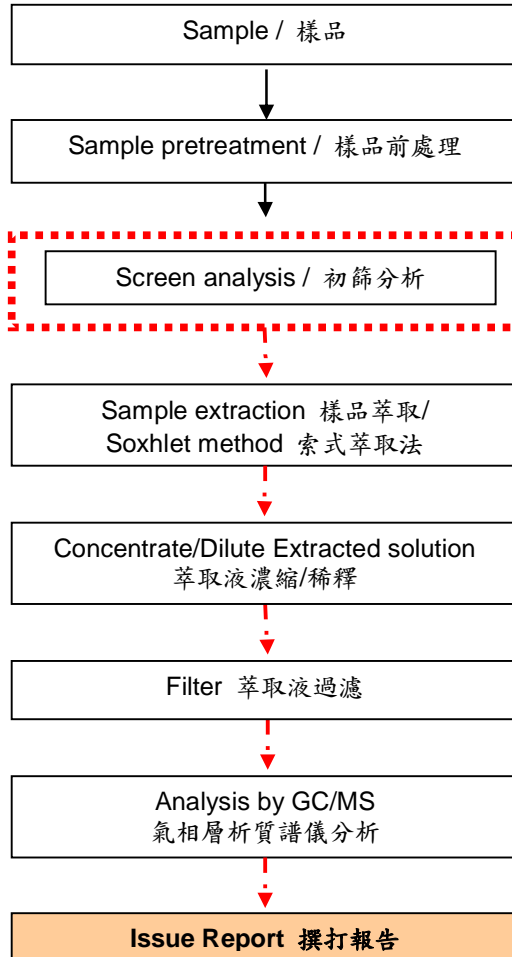 Sample / 樣品
Sample pretreatment / 樣品前處理
Screen analysis / 初篩分析
Sample extraction 樣品萃取/
Soxhlet method 索式萃取法
Concentrate/Dilute Extracted solution
萃取液濃縮/稀釋
Filter 萃取液過濾
Analysis by GC/MS
氣相層析質譜儀分析
Issue Report 撰打報告